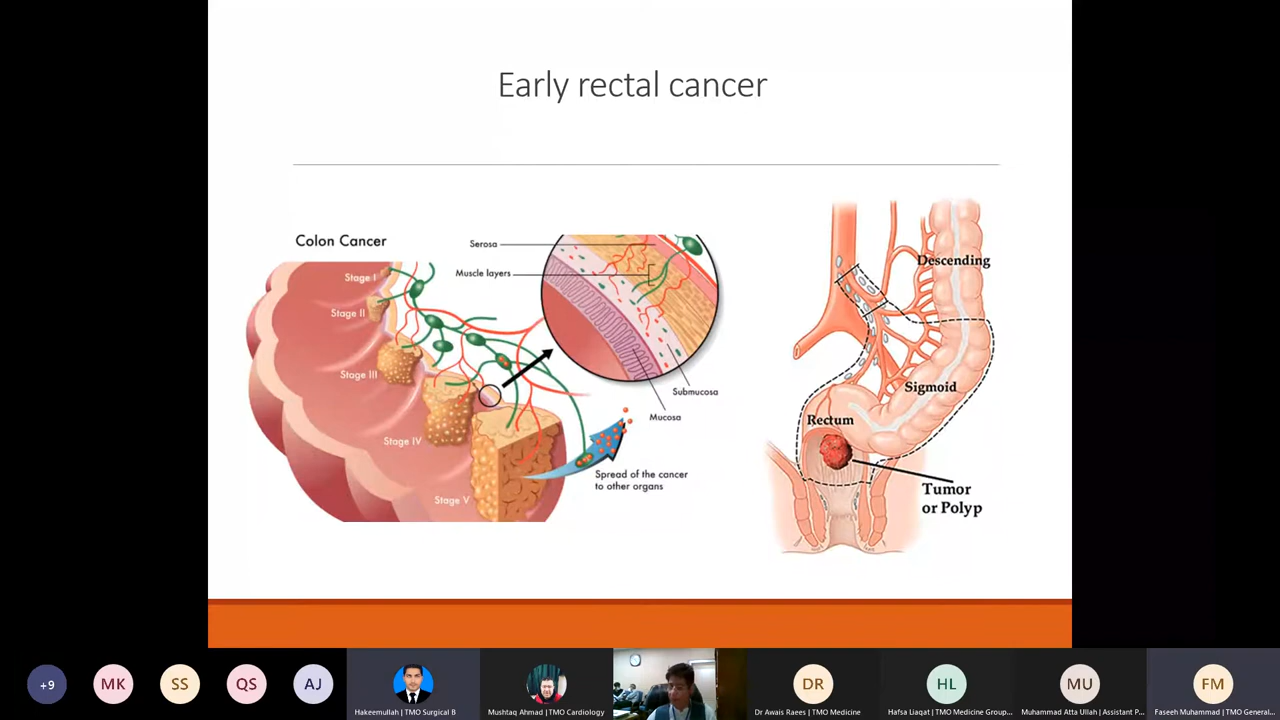 Early rectal cancer
Colon Cancer
Stage I
Stage II
Stage III
Stage IV
Stage V
Serosa
Muscle layers
Submucosa
Mucosa
Spread of the cancer
to other organs
Descending
Sigmoid
Rectum
Tumor
or Polyp
+9
MK
SS
QS
AJ
Hakeemullah | TMO Surgical B
Mushtaq Ahmad | TMO Cardiology
DR
Dr Awais Raees | TMO Medicine
HL
Hafsa Liaqat | TMO Medicine Group...
MU
Muhammad Atta Ullah | Assistant P...
FM
Faseeh Muhammad | TMO General...